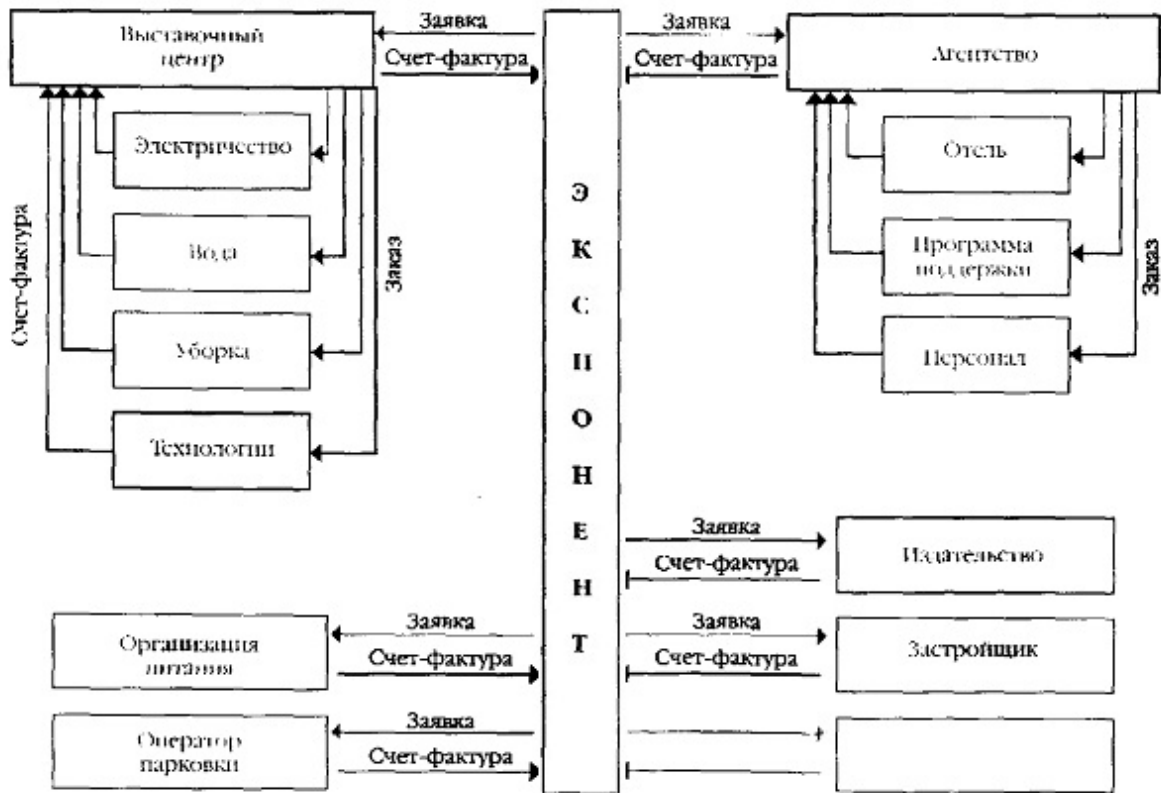 Заявка
Выставочный
центр
Счет-фактура
Заявка
Счет-фактура
Агентство
Электричество
Вода
Уборка
Технологии
Счет-фактура
Заказ
ЭКСПОНЕНТ
Отель
Программа
поддержки
Персонал
Заказ
Заявка
Счет-фактура
Издательство
Организация
питания
Заявка
Счет-фактура
Заявка
Счет-фактура
Застройщик
Оператор
парковки
Заявка
Счет-фактура